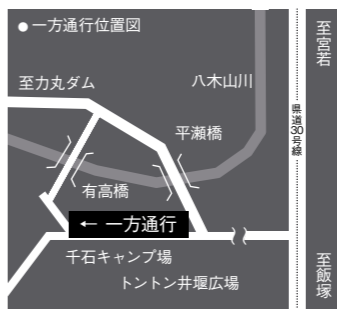 ●一方通行位置図
至宮若
至力丸ダム
八木山川
県道30号線
平瀬橋
有高橋
← 一方通行
千石キャンプ場
トントン井堰広場
至飯塚